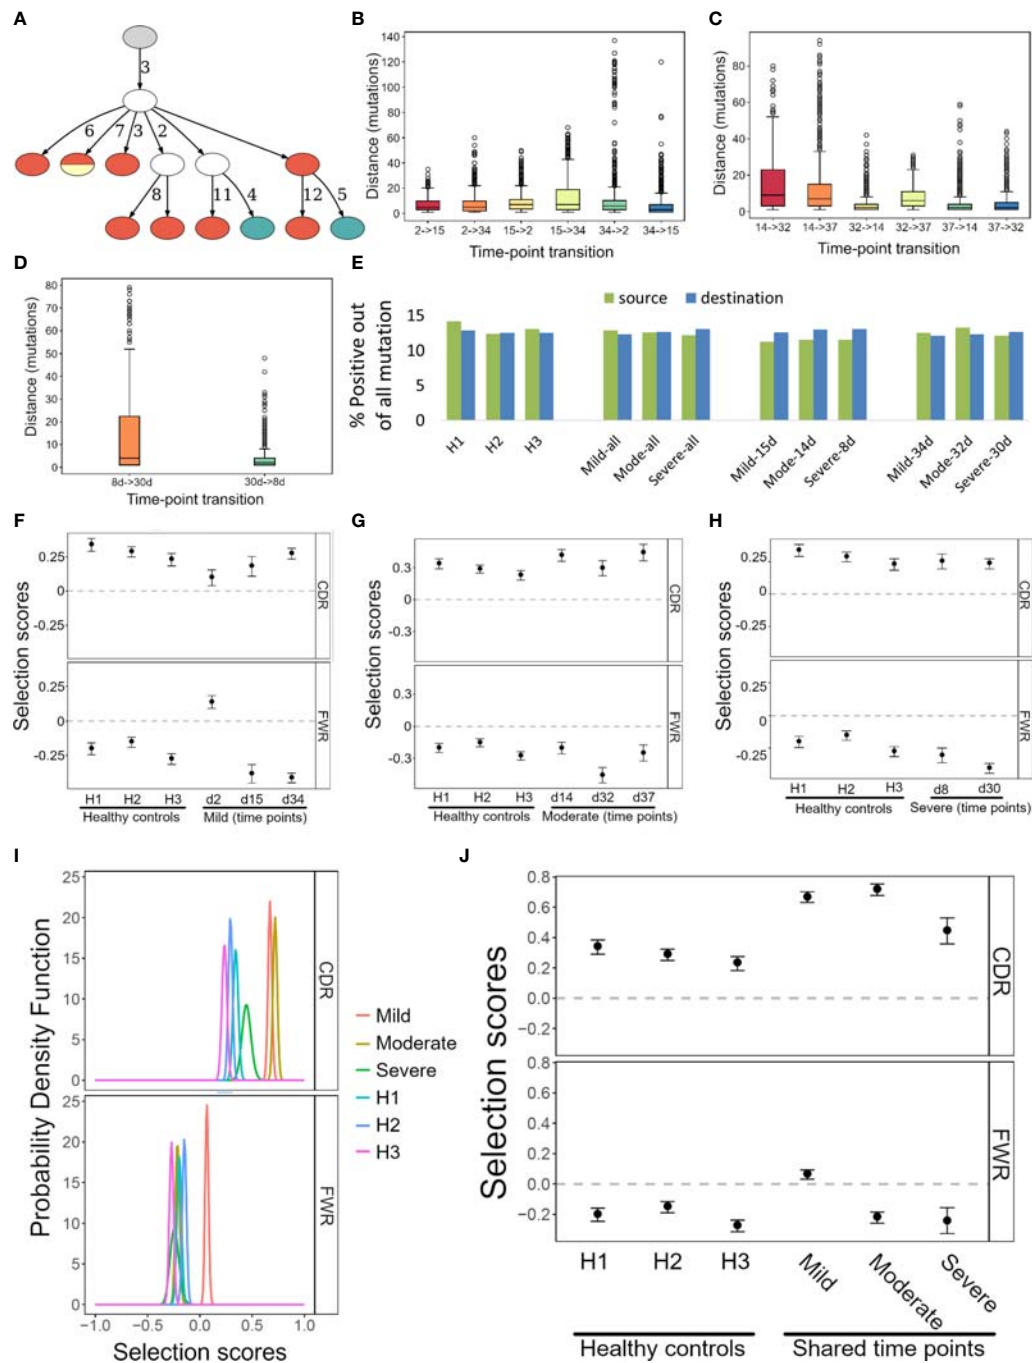 A
3
6
7
3
2
8
11
4
12
5
B
Distance (mutations)
140
120
100
80
60
40
20
0
2->15
2->34
15->2
15->34
34->2
34->15
Time-point transition
C
Distance (mutations)
80
60
40
20
0
14->32
14->37
32->14
32->37
37->14
37->32
Time-point transition
D
Distance (mutations)
80
70
60
50
40
30
20
10
0
8d->30d
30d->8d
Time-point transition
E
source
destination
% Positive out
of all mutation
15
10
5
0
H1
H2
H3
Mild-all
Mode-all
Severe-all
Mild-15d
Mode-14d
Severe-8d
Mild-34d
Mode-32d
Severe-30d
F
Selection scores
0.25
0
-0.25
CDR
0.25
0
-0.25
FWR
H1
H2
H3
d2
d15
d34
Healthy controls
Mild (time points)
G
Selection scores
0.3
0
-0.3
CDR
0.3
0
-0.3
FWR
H1
H2
H3
d14
d32
d37
Healthy controls
Moderate (time points)
H
Selection scores
0.25
0
-0.25
CDR
0.25
0
-0.25
FWR
H1
H2
H3
d8
d30
Healthy controls
Severe (time points)
I
Probability Density Function
25
20
15
10
5
0
CDR
25
20
15
10
5
0
FWR
−1.0
−0.5
0.0
0.5
1.0
Selection scores
Mild
Moderate
Severe
H1
H2
H3
J
Selection scores
0.8
0.6
0.4
0.2
0.0
−0.2
CDR
0.8
0.6
0.4
0.2
0.0
−0.2
FWR
H1
H2
H3
Mild
Moderate
Severe
Healthy controls
Shared time points